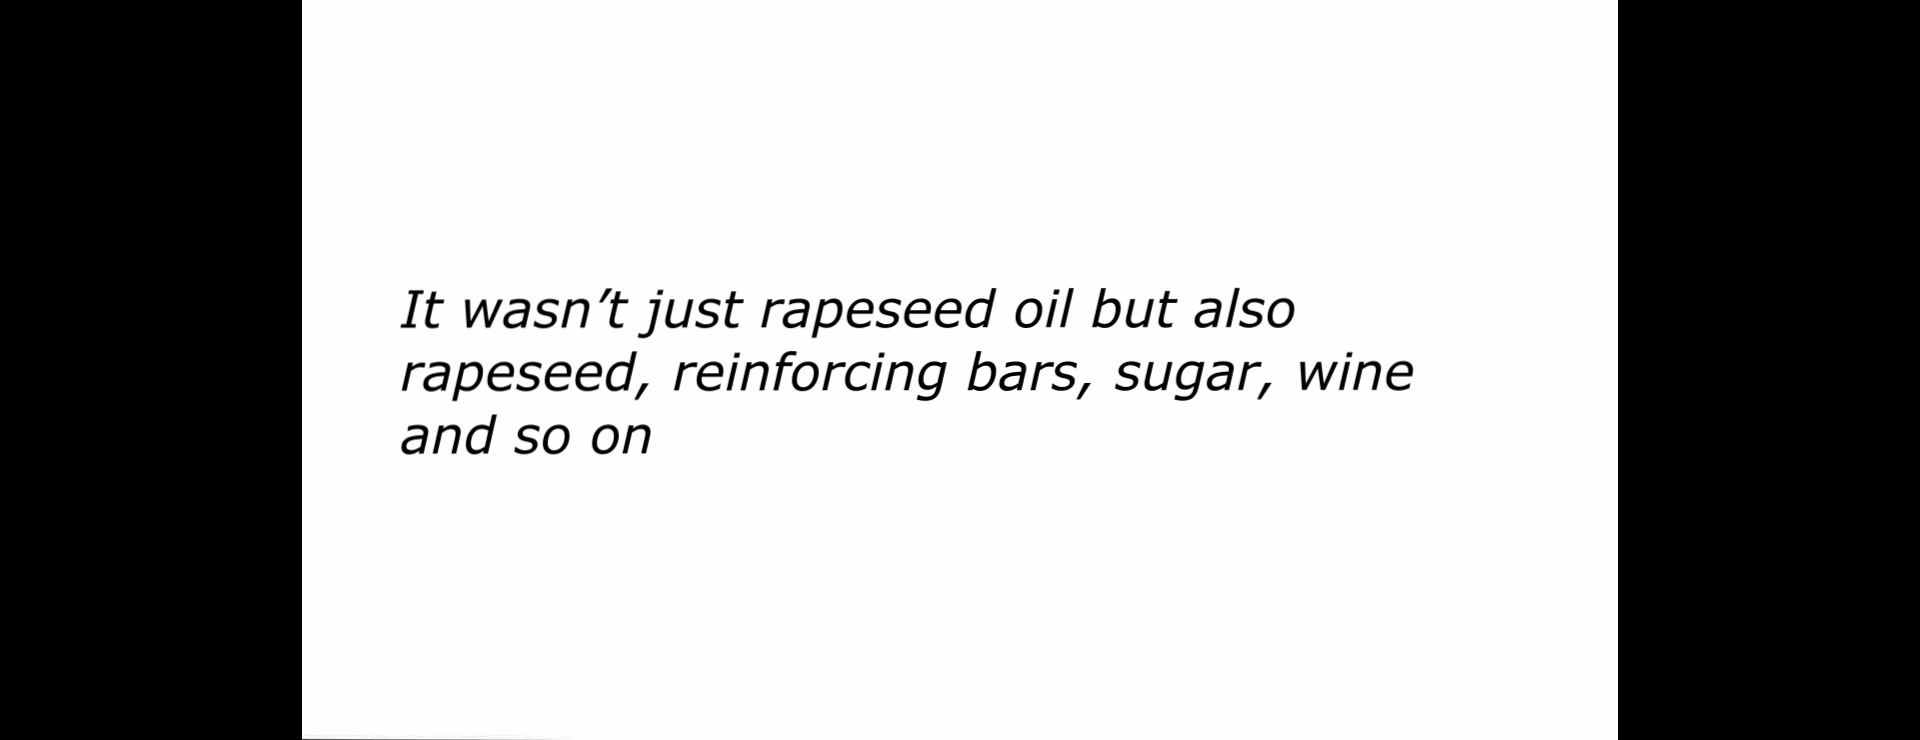 It wasn’t just rapeseed oil but also
rapeseed, reinforcing bars, sugar, wine
and so on